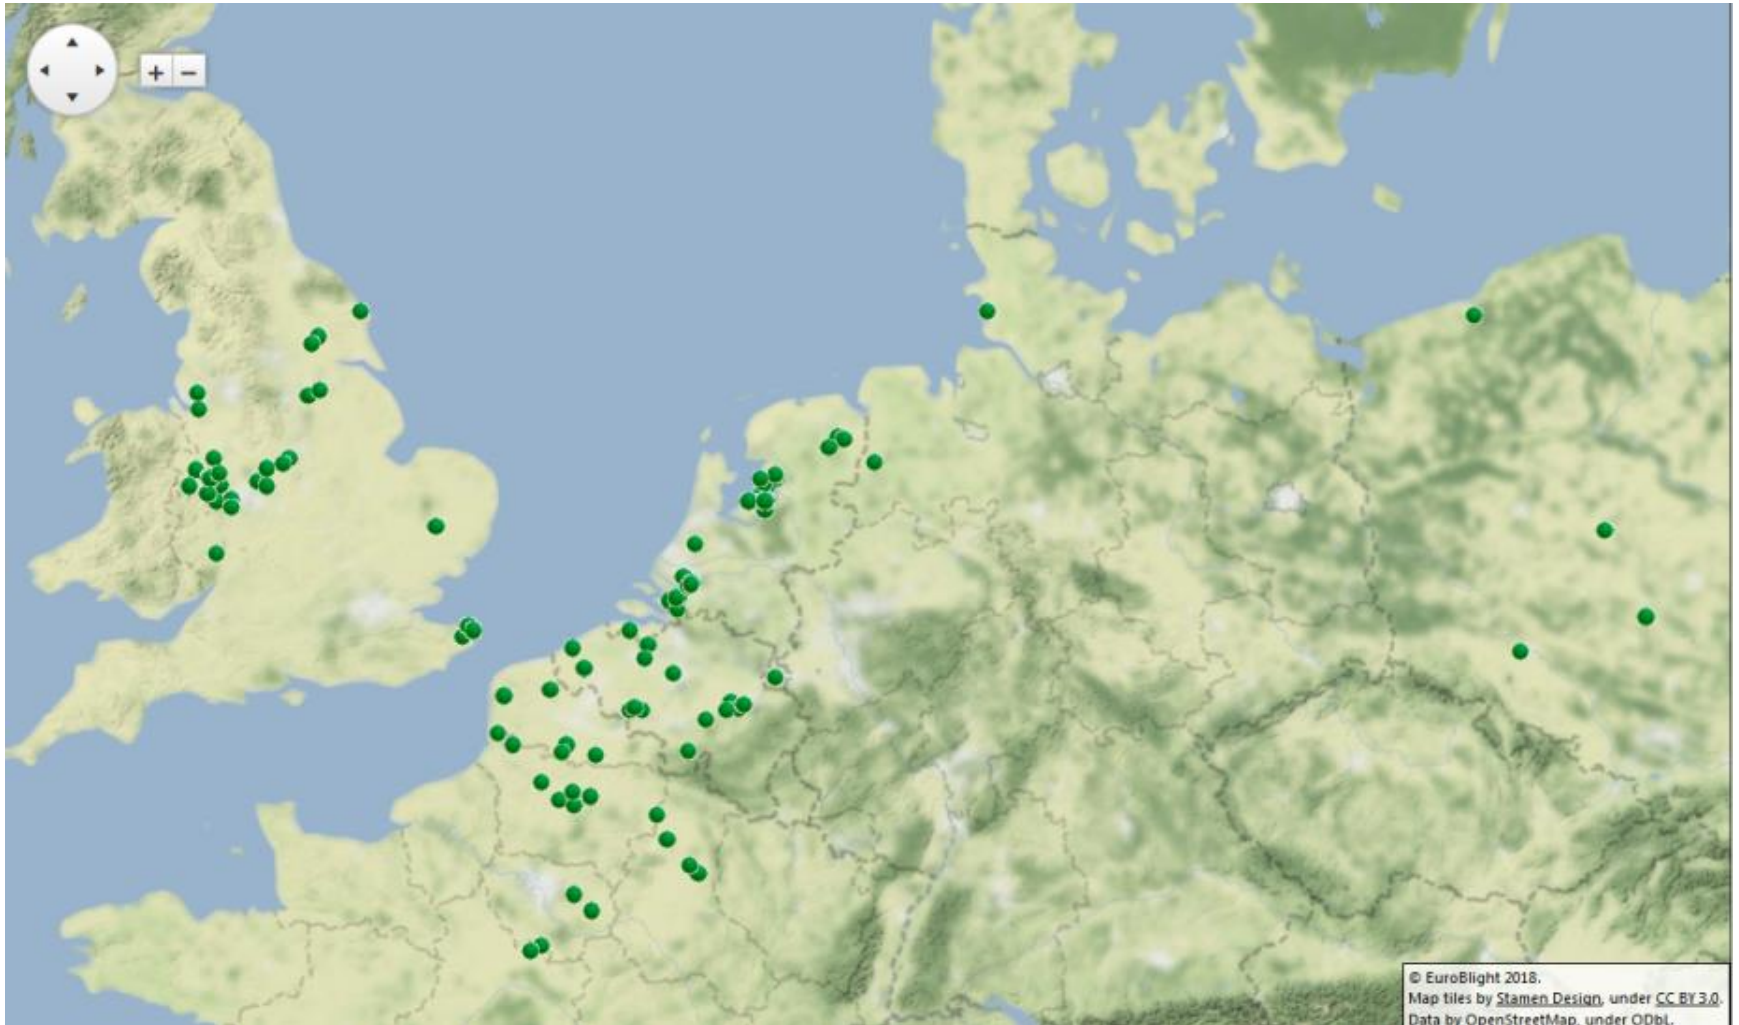 + −
© EuroBlight 2018.
Map tiles by Stamen Design, under CC BY 3.0.
Data by OpenStreetMap, under ODbL.